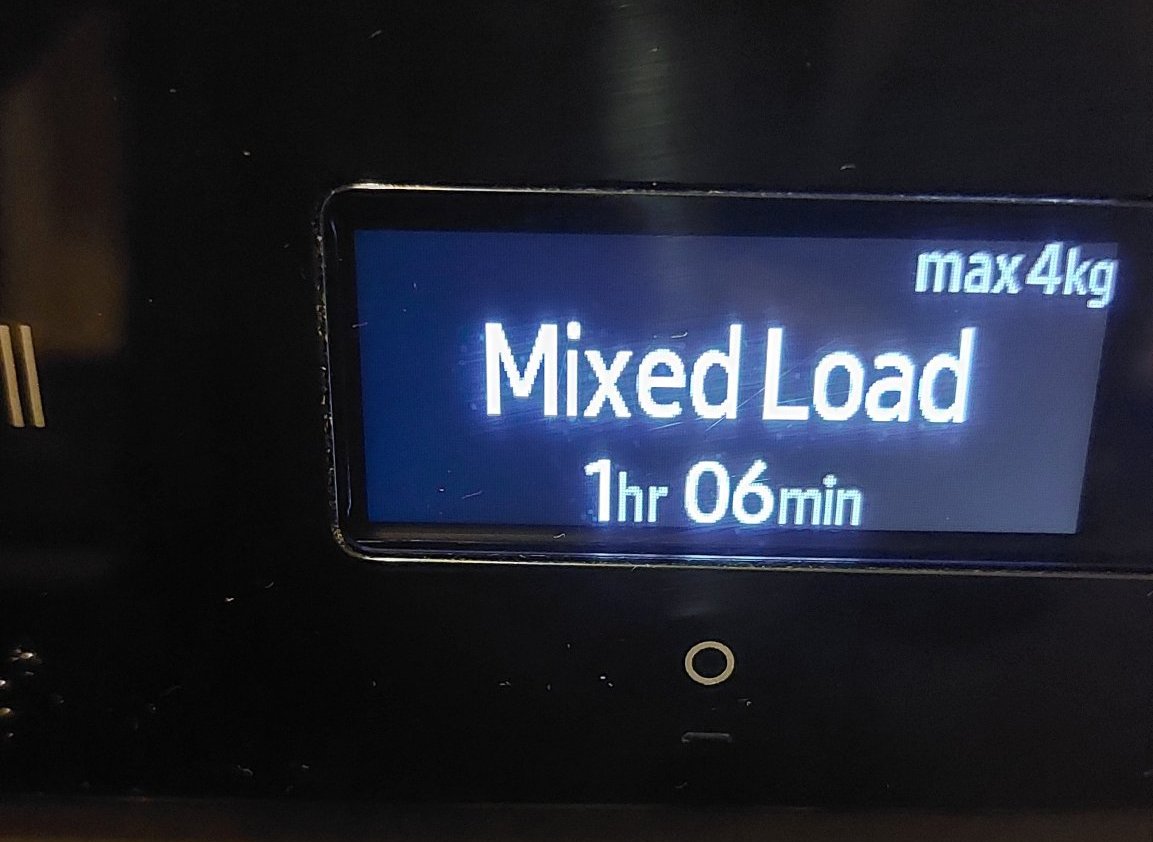 max 4kg
Mixed Load
1hr 06min